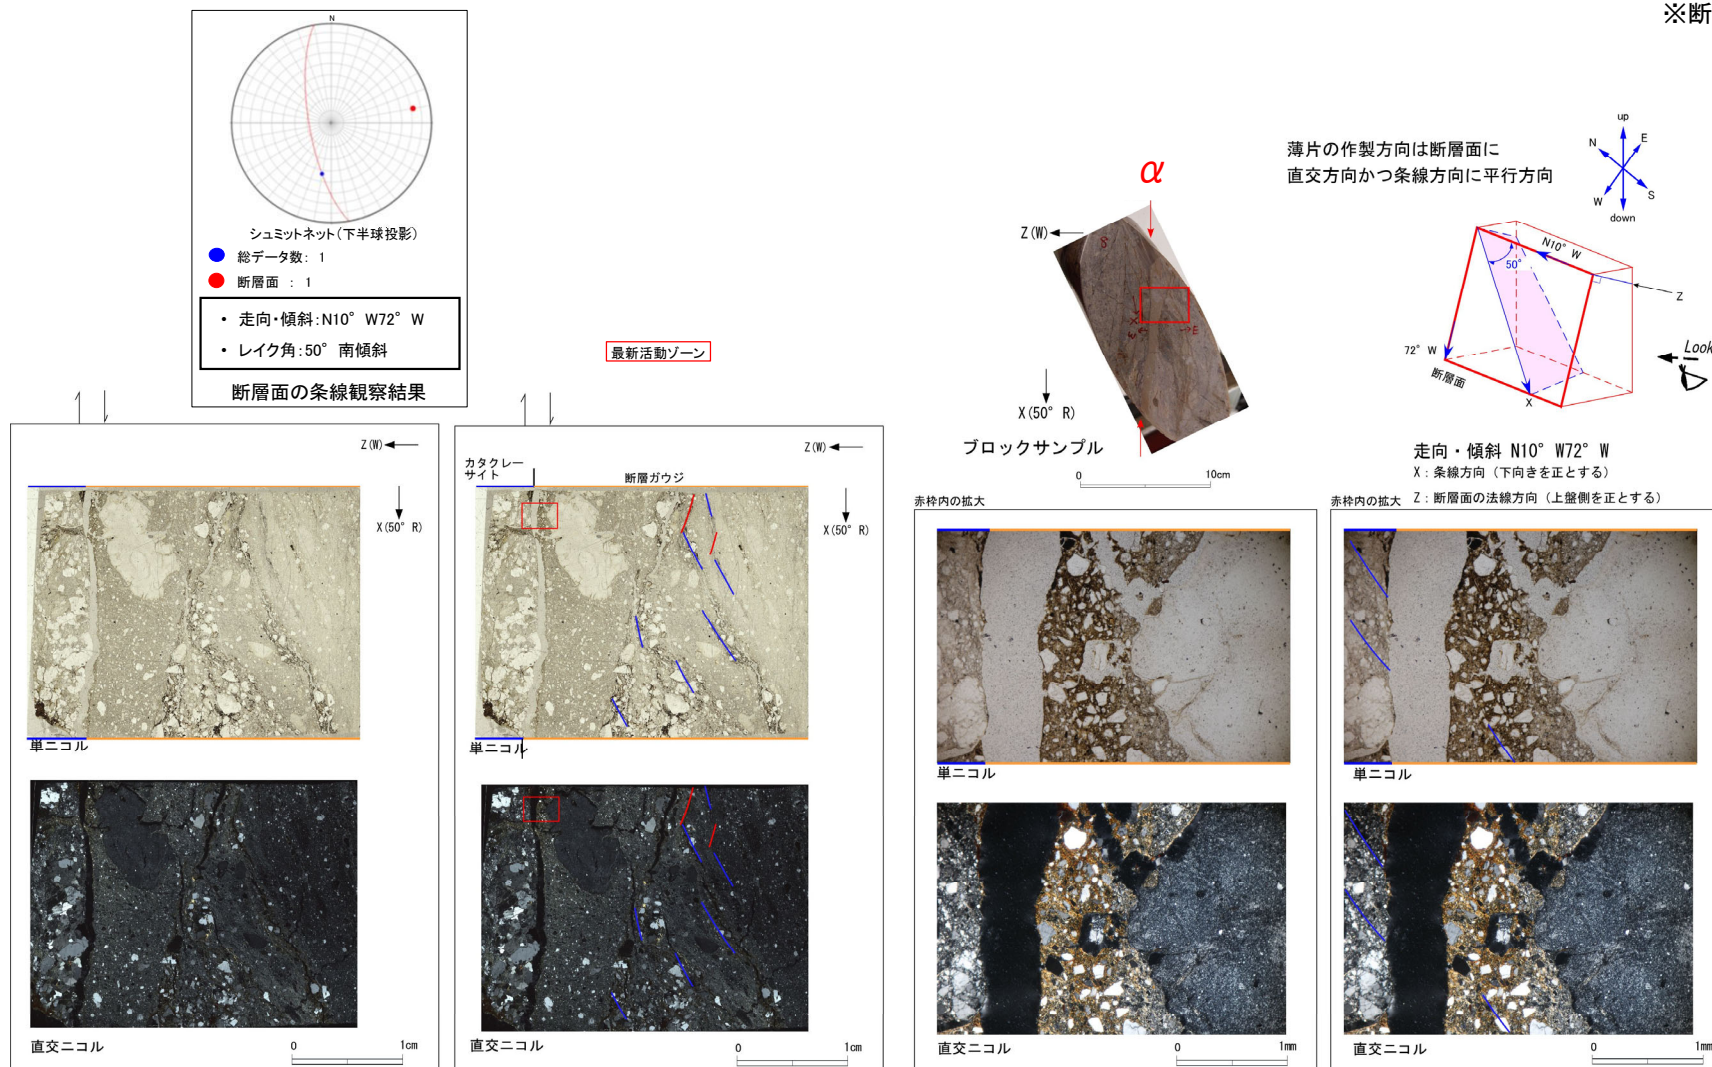 ※断
N
シュミットネット(下半球投影)
総データ数: 1
断層面 : 1
・ 走向・傾斜:N10° W72° W
・ レイク角:50° 南傾斜
断層面の条線観察結果
最新活動ゾーン
α
Z(W)
X(50° R)
ブロックサンプル
0 10cm
薄片の作製方向は断層面に
直交方向かつ条線方向に平行方向
up
N E
W S
down
N10° W
50°
Z
72° W
断層面
X
Look
走向・傾斜 N10° W72° W
X:条線方向(下向きを正とする)
Z:断層面の法線方向(上盤側を正とする)
Z(W)
X(50° R)
単ニコル
直交ニコル
0 1cm
Z(W)
カタクレー
サイト
断層ガウジ
X(50° R)
単ニコル
直交ニコル
0 1cm
赤枠内の拡大
単ニコル
直交ニコル
0 1mm
赤枠内の拡大
単ニコル
直交ニコル
0 1mm